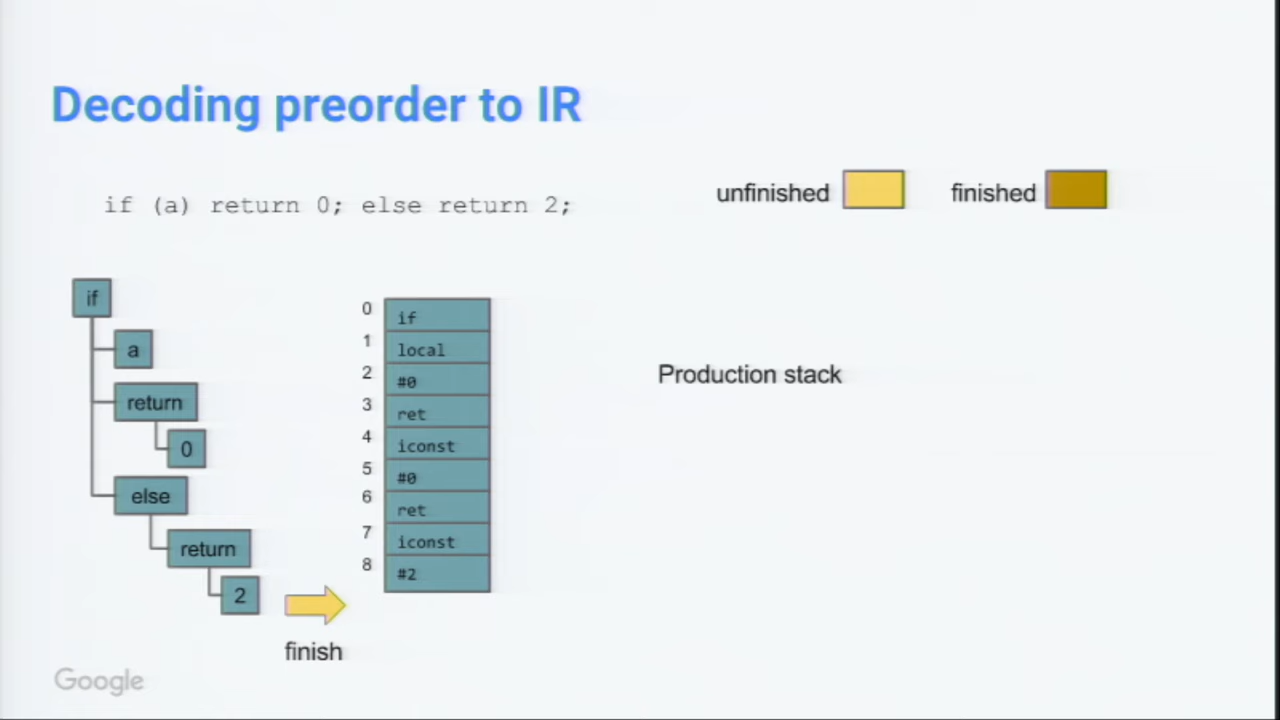 Decoding preorder to IR
if (a) return 0; else return 2;
unfinished
finished
if
a
return
0
else
return
2
finish
0 if
1 local
2 #0
3 ret
4 iconst
5 #0
6 ret
7 iconst
8 #2
Production stack
Google